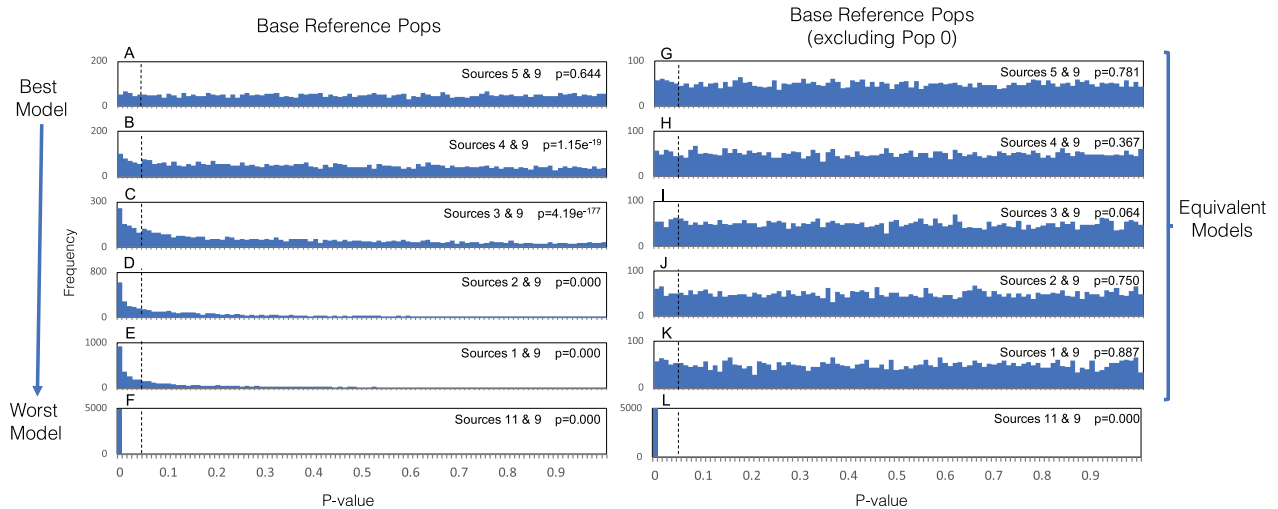 Base Reference Pops
Base Reference Pops
(excluding Pop 0)
Best
Model
Worst
Model
Frequency
A
200
0
Sources 5 & 9 p=0.644
B
200
0
Sources 4 & 9 p=1.15e-19
C
300
0
Sources 3 & 9 p=4.19e-177
D
800
0
Sources 2 & 9 p=0.000
E
1000
0
Sources 1 & 9 p=0.000
F
5000
0
Sources 11 & 9 p=0.000
0 0.1 0.2 0.3 0.4 0.5 0.6 0.7 0.8 0.9
P-value
G
100
0
Sources 5 & 9 p=0.781
H
100
0
Sources 4 & 9 p=0.367
I
100
0
Sources 3 & 9 p=0.064
J
100
0
Sources 2 & 9 p=0.750
K
100
0
Sources 1 & 9 p=0.887
L
5000
0
Sources 11 & 9 p=0.000
0 0.1 0.2 0.3 0.4 0.5 0.6 0.7 0.8 0.9
P-value
Equivalent
Models